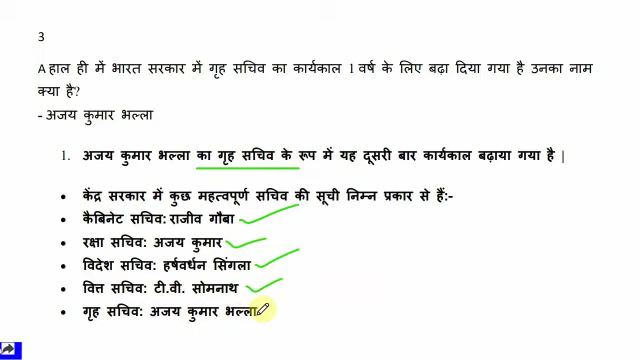 3
A हाल ही में भारत सरकार में गृह सचिव का कार्यकाल 1 वर्ष के लिए बढ़ा दिया गया है उनका नाम
क्या है?
- अजय कुमार भल्ला
1. अजय कुमार भल्ला का गृह सचिव के रूप में यह दूसरी बार कार्यकाल बढ़ाया गया है |
• केंद्र सरकार में कुछ महत्वपूर्ण सचिव की सूची निम्न प्रकार से हैं:-
• कैबिनेट सचिव: राजीव गौबा
• रक्षा सचिव: अजय कुमार
• विदेश सचिव: हर्षवर्धन सिंगला
• वित्त सचिव: टी.वी. सोमनाथ
• गृह सचिव: अजय कुमार भल्ला